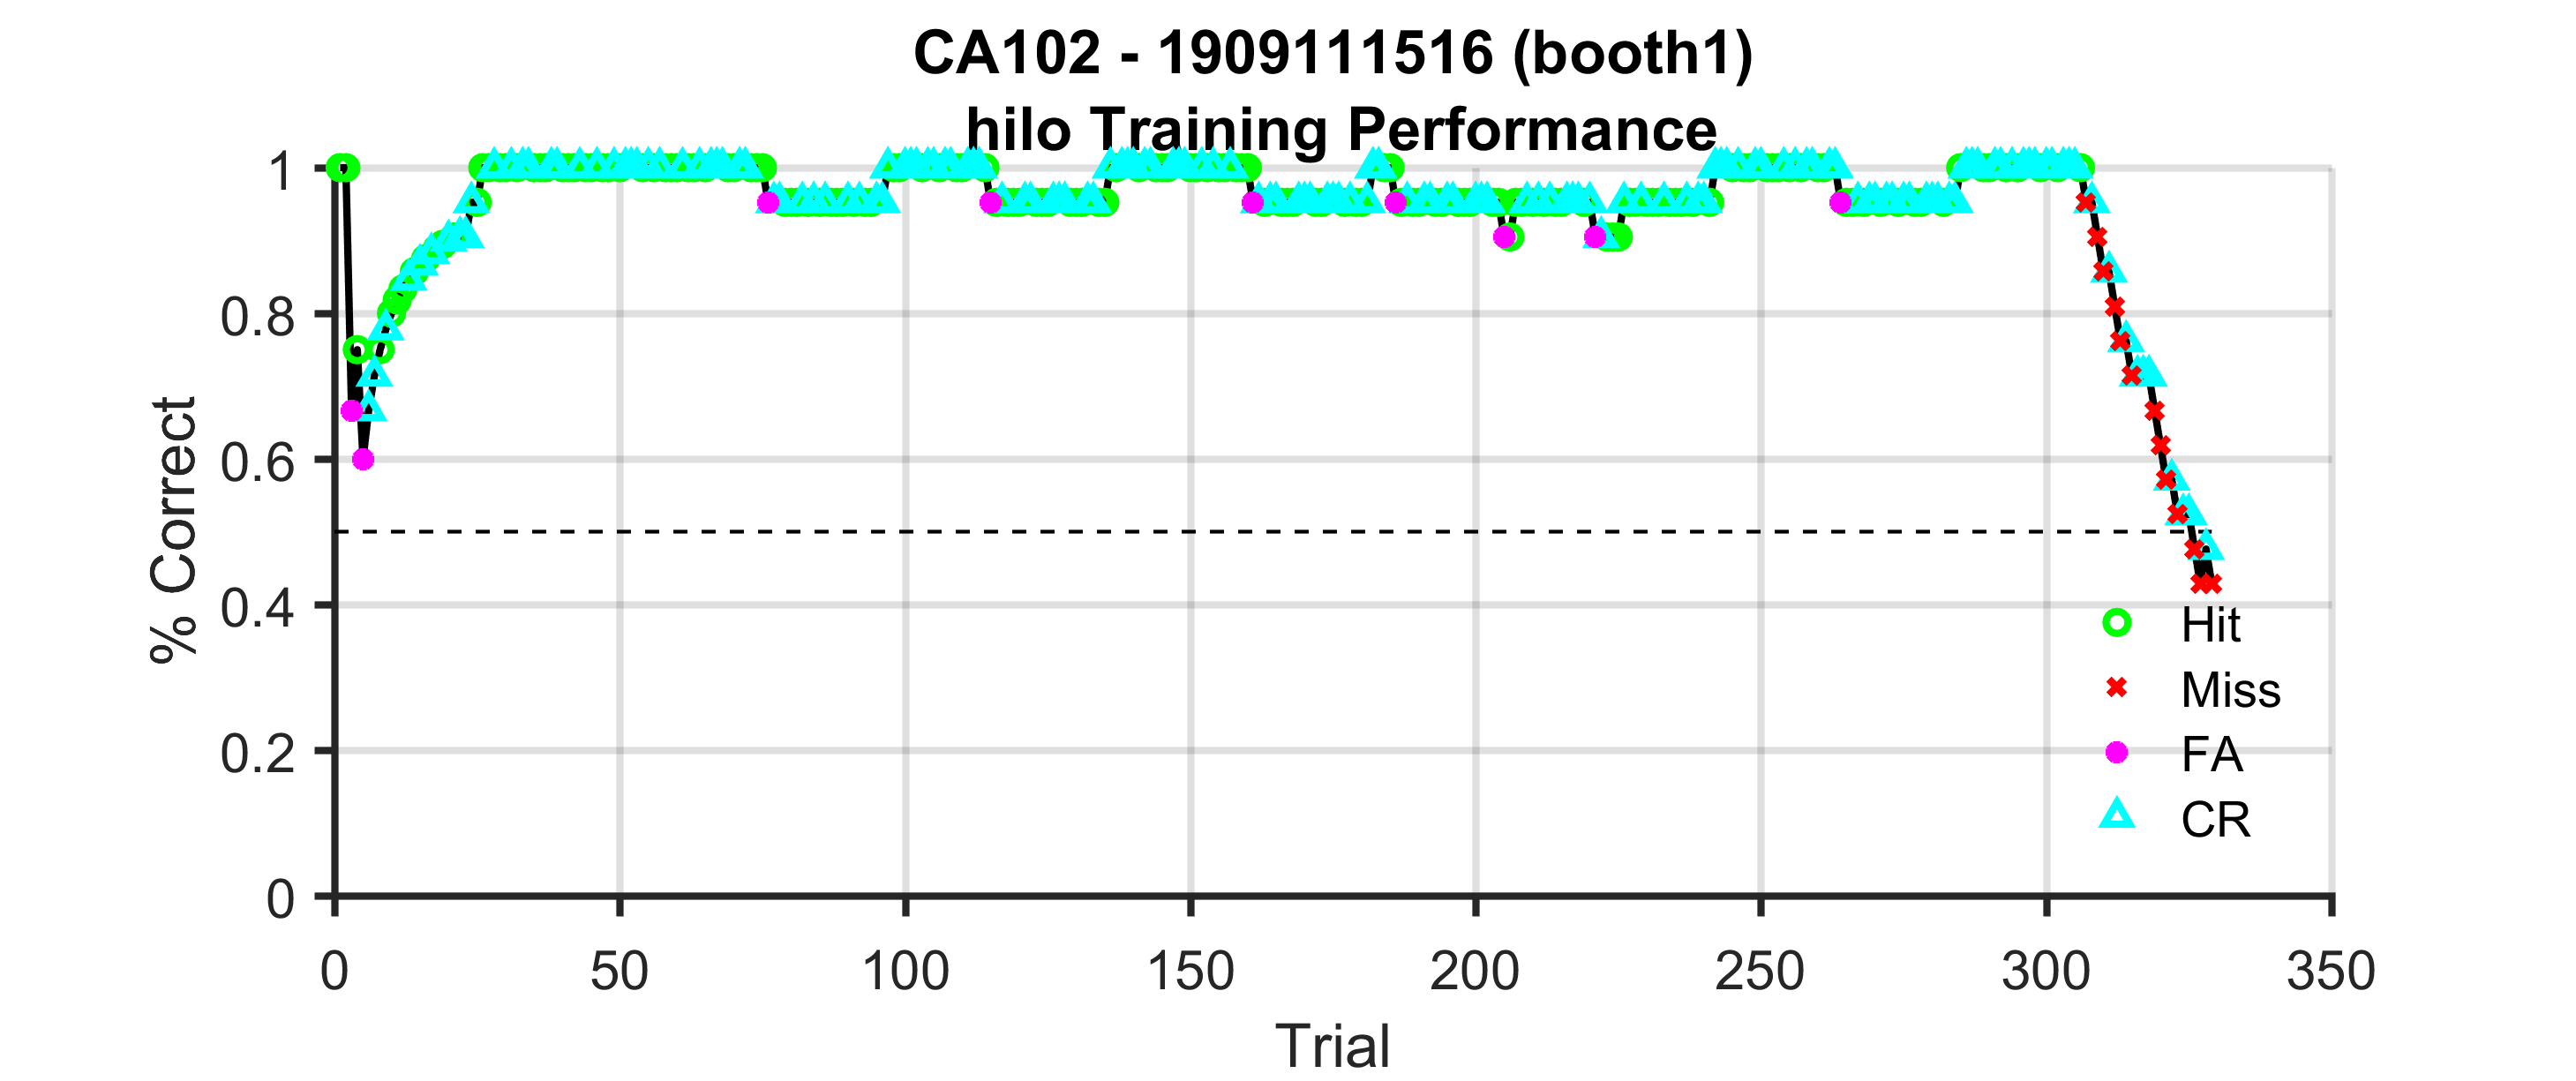 CA102 - 1909111516 (booth1)
hilo Training Performance
% Correct
1
0.8
0.6
0.4
0.2
0
0 50 100 150 200 250 300 350
Trial
Hit
Miss
FA
CR